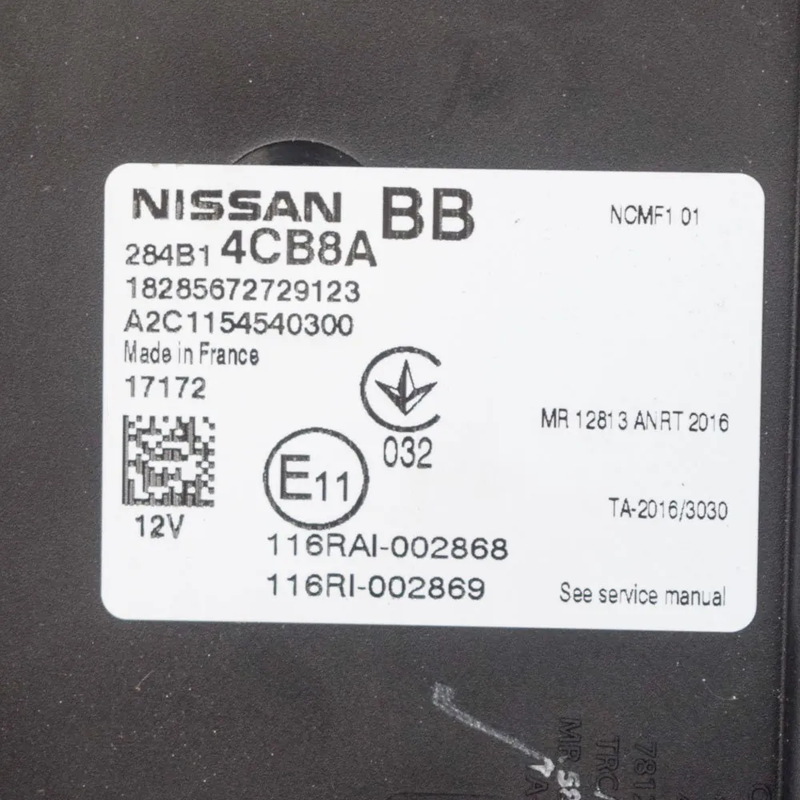 NISSAN BB
NCMF1 01
284B1 4CB8A
18285672729123
A2C1154540300
Made in France
17172
032
MR 12813 ANRT 2016
E11
12V
TA-2016/3030
116RAI-002868
116RI-002869
See service manual